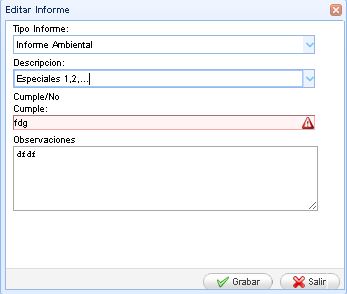 Editar Informe
Tipo Informe:
Informe Ambiental
Descripcion:
Especiales 1,2,...
Cumple/No
Cumple:
fdg
Observaciones
dfdf
Grabar Salir